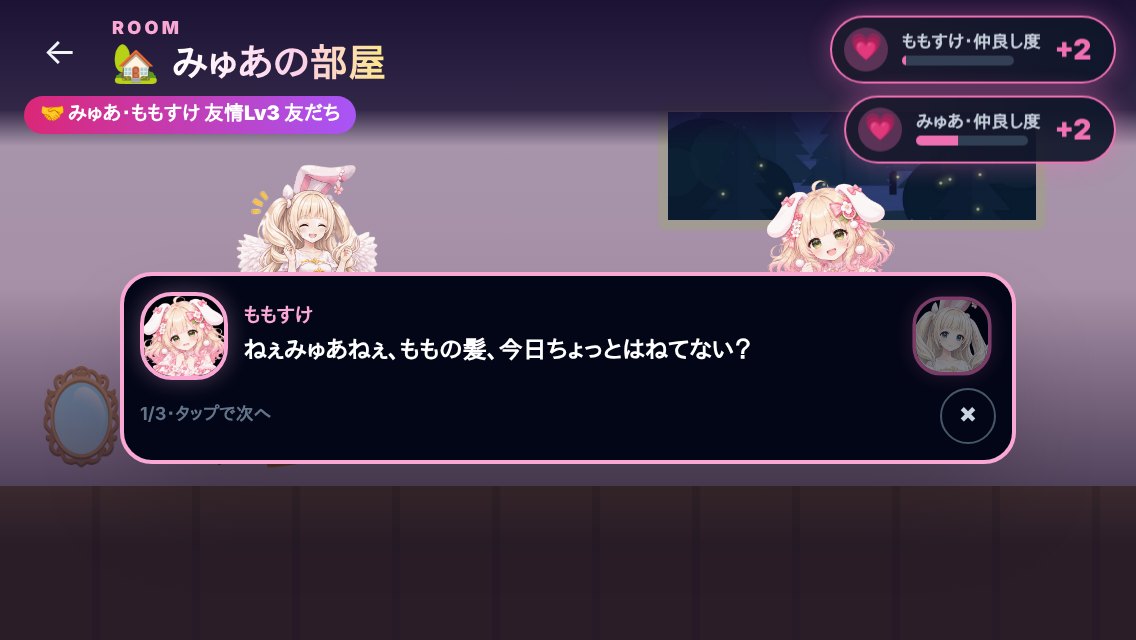 ROOM
🏡 みゅあの部屋
🤝 みゅあ・ももすけ 友情Lv3 友だち
ももすけ・仲良し度 +2
みゅあ・仲良し度 +2
ももすけ
ねぇみゅあねぇ、ももの髪、今日ちょっとはねてない？
1/3・タップで次へ